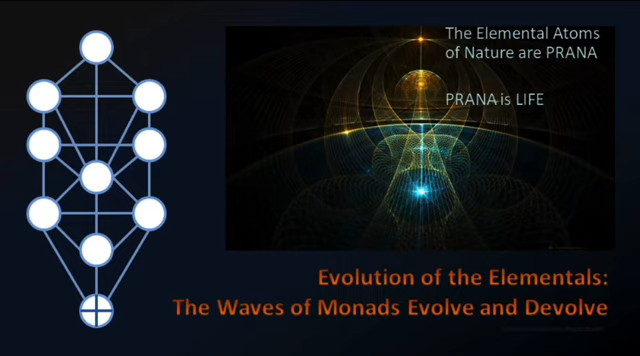 The Elemental Atoms
of Nature are PRANA
PRANA is LIFE
Evolution of the Elementals:
The Waves of Monads Evolve and Devolve